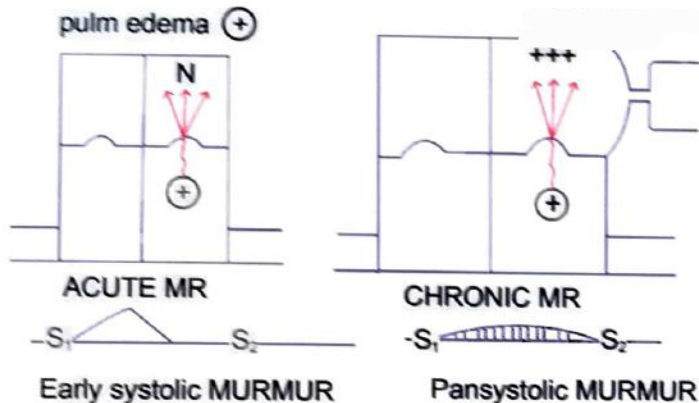 pulm edema +
N
+
ACUTE MR
-S1 S2
Early systolic MURMUR
+++
+
CHRONIC MR
-S1 S2
Pansystolic MURMUR